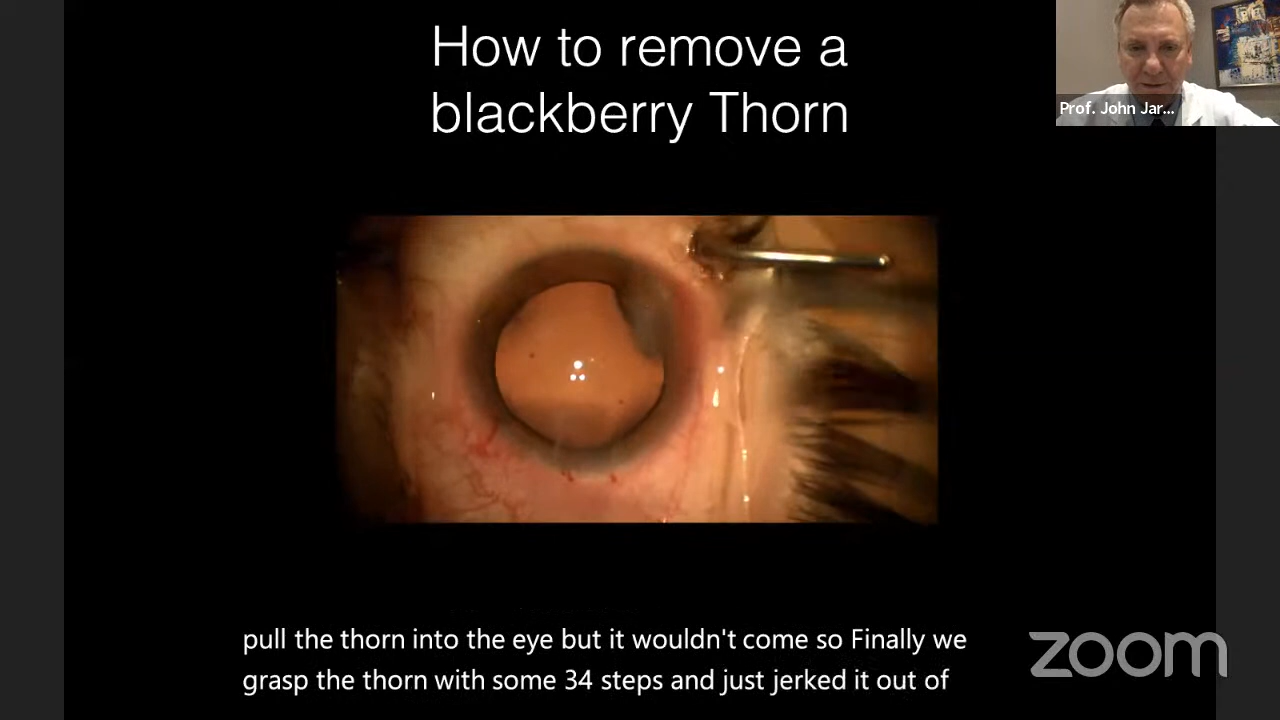 How to remove a
blackberry Thorn
Prof. John Jar...
pull the thorn into the eye but it wouldn't come so Finally we
grasp the thorn with some 34 steps and just jerked it out of
zoom